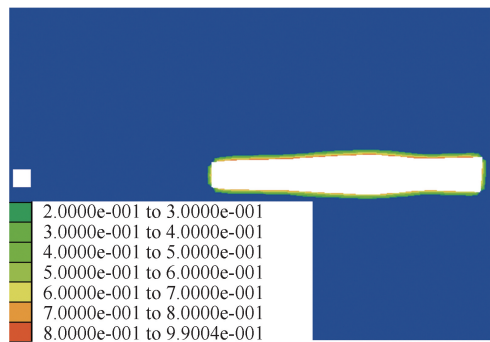 2.0000e-001 to 3.0000e-001
3.0000e-001 to 4.0000e-001
4.0000e-001 to 5.0000e-001
5.0000e-001 to 6.0000e-001
6.0000e-001 to 7.0000e-001
7.0000e-001 to 8.0000e-001
8.0000e-001 to 9.9004e-001